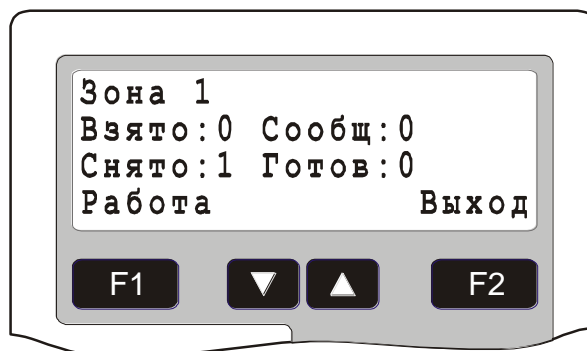 Зона 1
Взято:0 Сообщ:0
Снято:1 Готов:0
Работа Выход
F1 F2